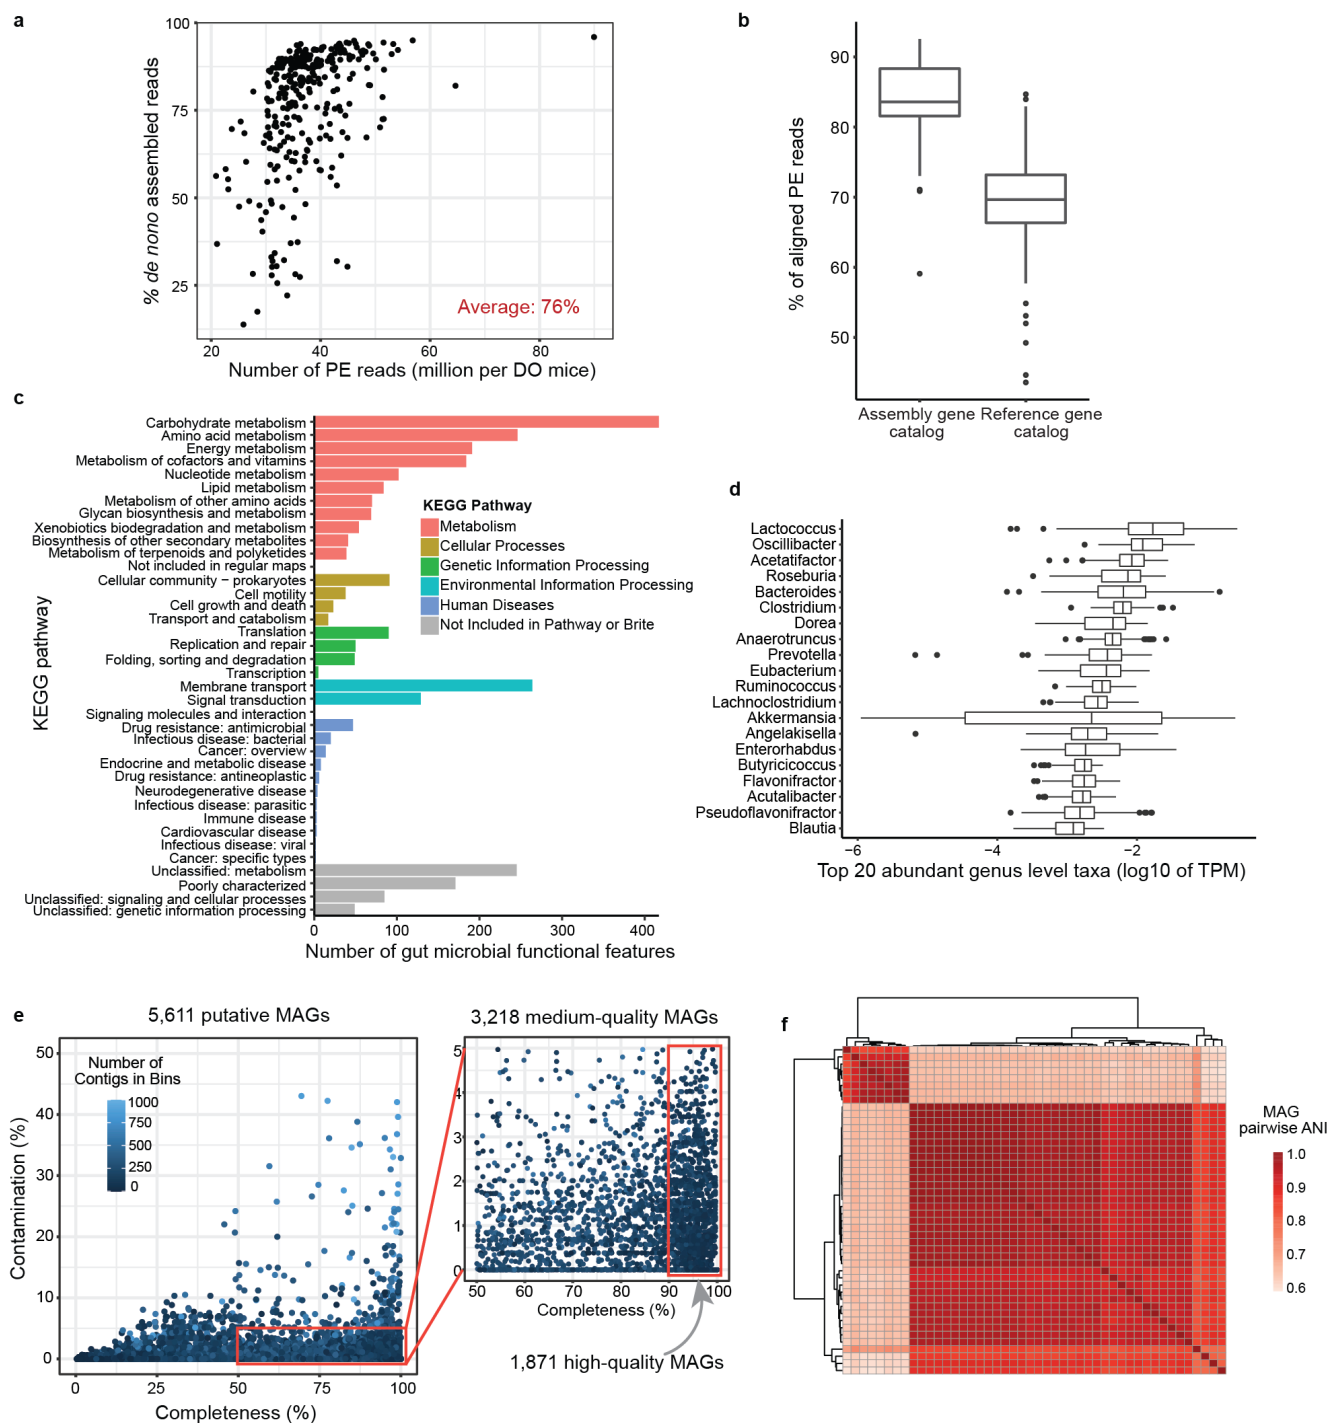 a
100
75
50
25
% de nono assembled reads
Average: 76%
20
40
60
80
Number of PE reads (million per DO mice)
b
90
80
70
60
50
% of aligned PE reads
Assembly gene catalog
Reference gene catalog
c
KEGG pathway
Carbohydrate metabolism
Amino acid metabolism
Energy metabolism
Metabolism of cofactors and vitamins
Nucleotide metabolism
Lipid metabolism
Metabolism of other amino acids
Glycan biosynthesis and metabolism
Xenobiotics biodegradation and metabolism
Biosynthesis of other secondary metabolites
Metabolism of terpenoids and polyketides
Not included in regular maps
Cellular community − prokaryotes
Cell motility
Cell growth and death
Transport and catabolism
Translation
Replication and repair
Folding, sorting and degradation
Transcription
Membrane transport
Signal transduction
Signaling molecules and interaction
Drug resistance: antimicrobial
Infectious disease: bacterial
Cancer: overview
Endocrine and metabolic disease
Drug resistance: antineoplastic
Neurodegenerative disease
Infectious disease: parasitic
Immune disease
Cardiovascular disease
Infectious disease: viral
Cancer: specific types
Unclassified: metabolism
Poorly characterized
Unclassified: signaling and cellular processes
Unclassified: genetic information processing
0
100
200
300
400
Number of gut microbial functional features
KEGG Pathway
Metabolism
Cellular Processes
Genetic Information Processing
Environmental Information Processing
Human Diseases
Not Included in Pathway or Brite
d
Lactococcus
Oscillibacter
Acetatifactor
Roseburia
Bacteroides
Clostridium
Dorea
Anaerotruncus
Prevotella
Eubacterium
Ruminococcus
Lachnoclostridium
Akkermansia
Angelakisella
Enterorhabdus
Butyricicoccus
Flavonifractor
Acutalibacter
Pseudoflavonifractor
Blautia
−6
−4
−2
Top 20 abundant genus level taxa (log10 of TPM)
e
5,611 putative MAGs
50
40
30
20
10
0
Contamination (%)
Number of
Contigs in Bins
1000
750
500
250
0
0
25
50
75
100
Completeness (%)
3,218 medium-quality MAGs
5
4
3
2
1
0
50
60
70
80
90
100
Completeness (%)
1,871 high-quality MAGs
f
MAG
pairwise ANI
1.0
0.9
0.8
0.7
0.6